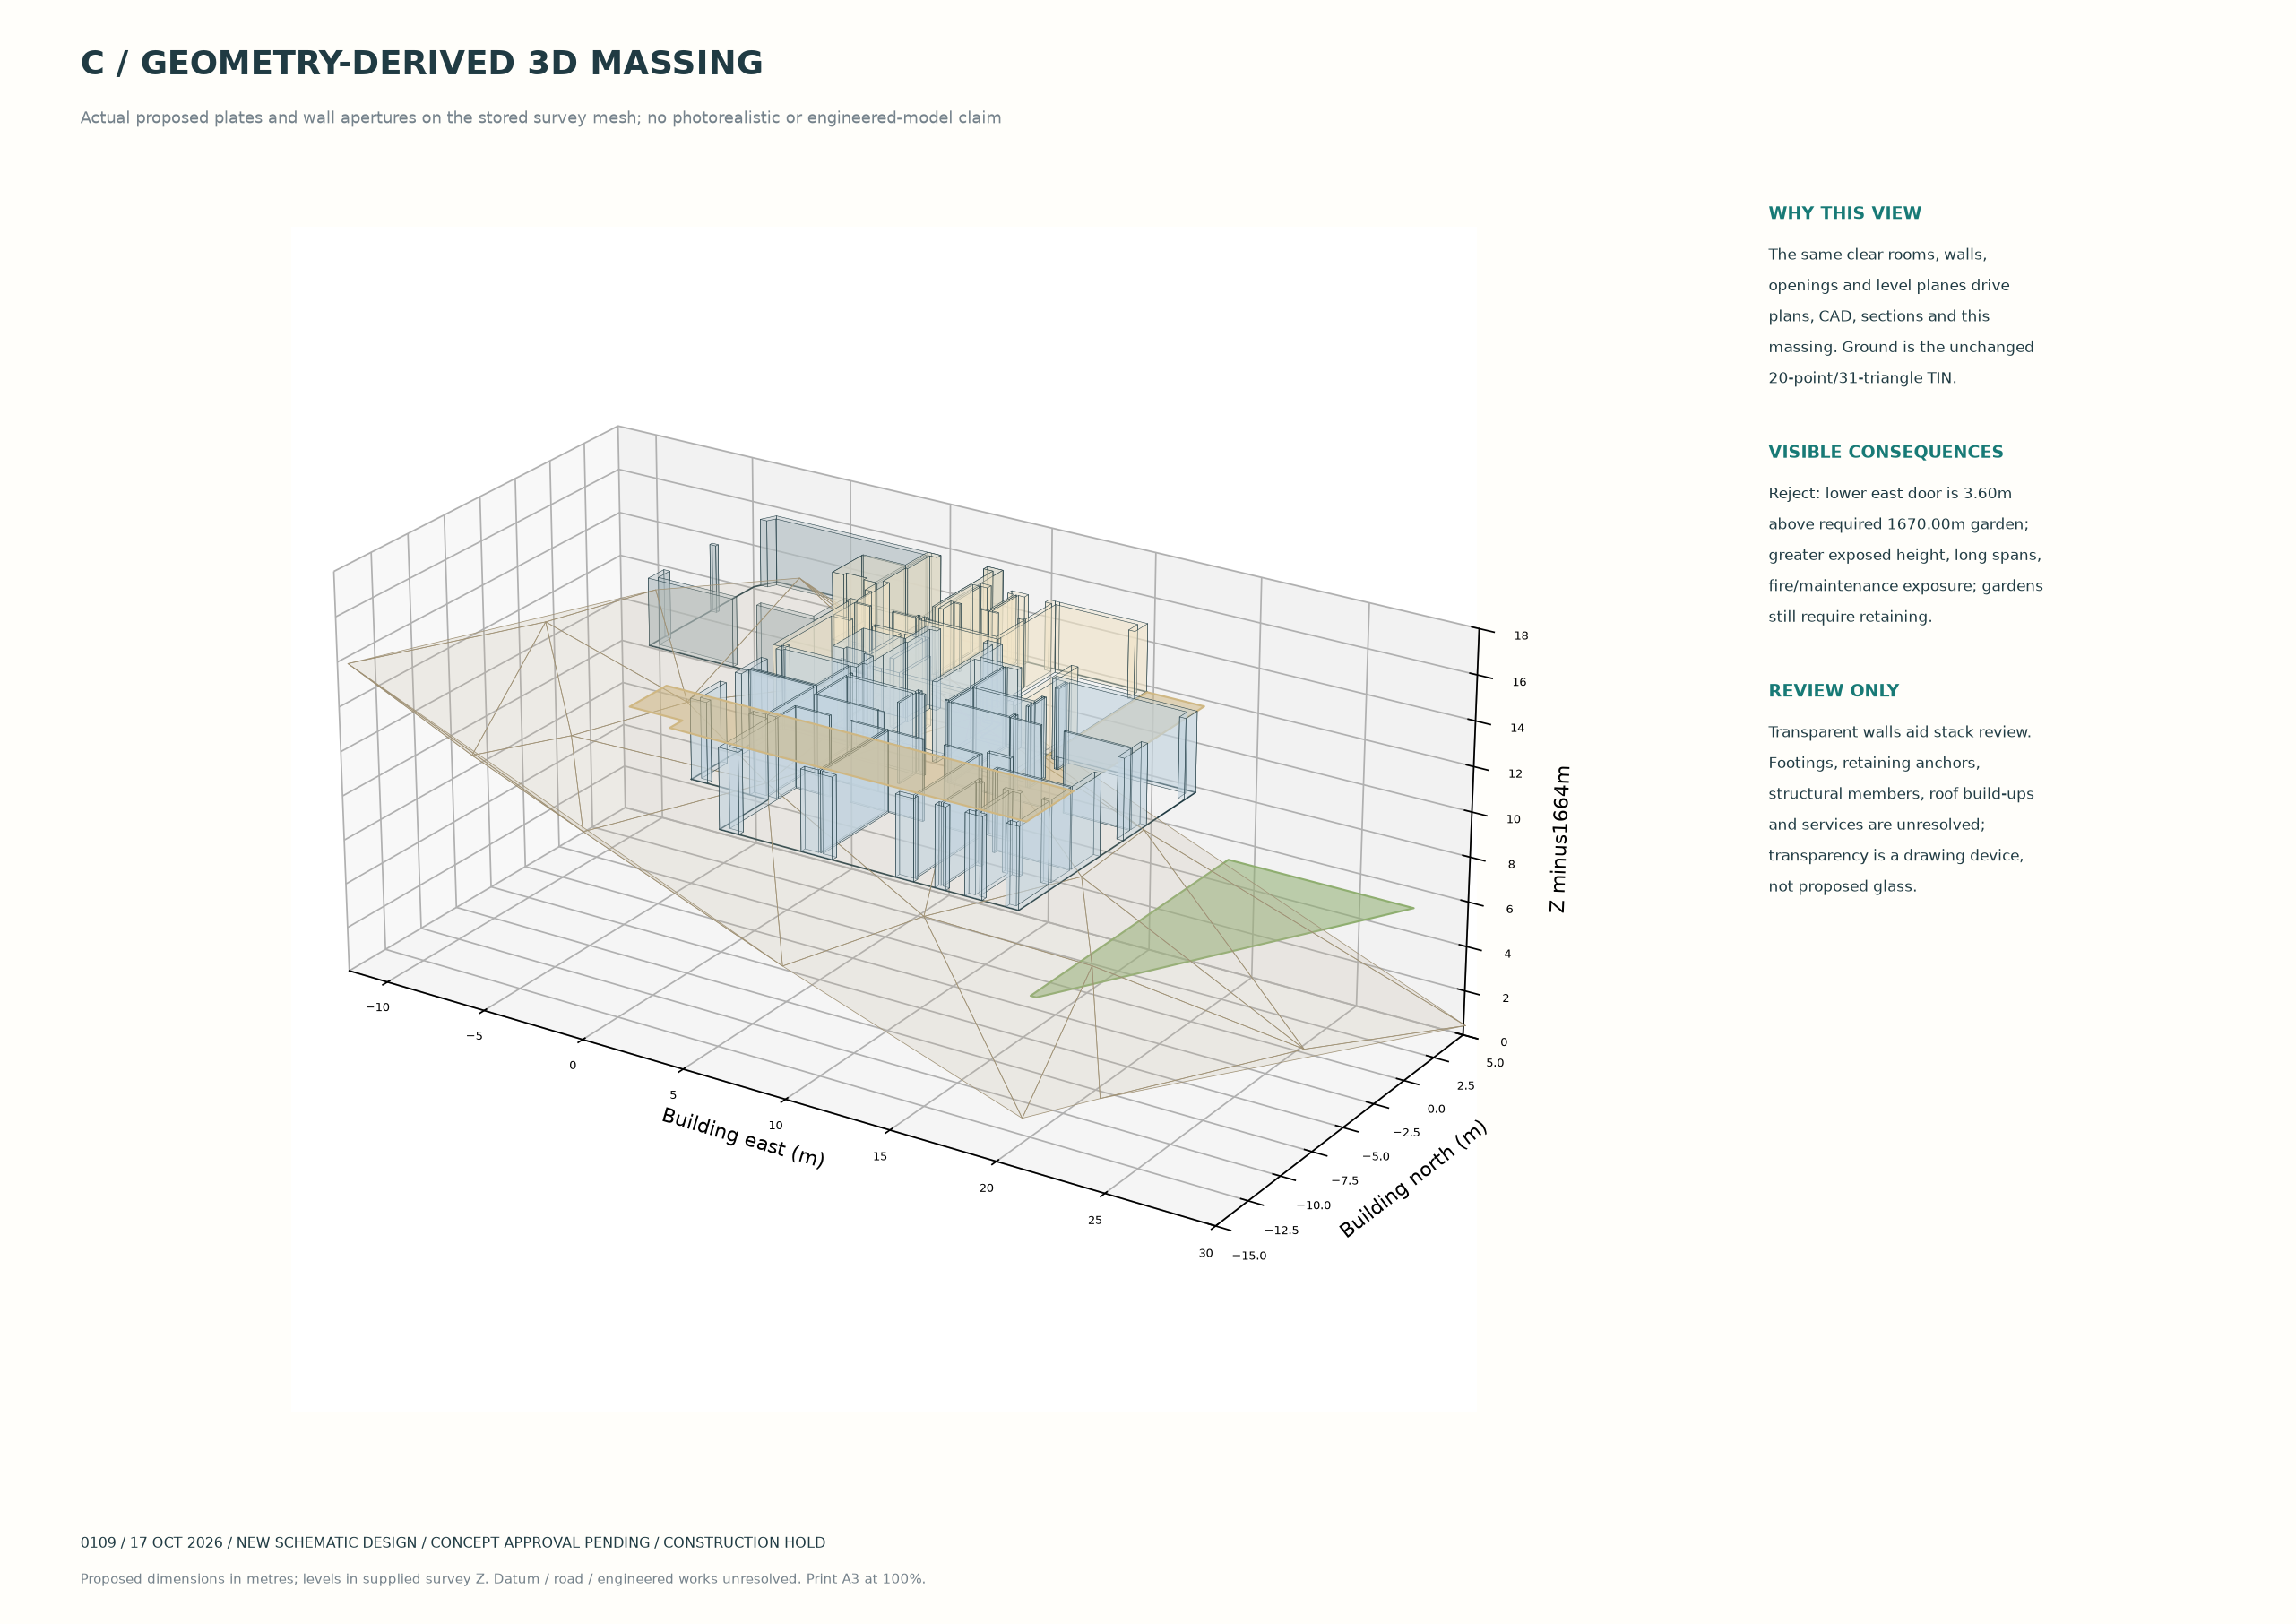 C / GEOMETRY-DERIVED 3D MASSING
Actual proposed plates and wall apertures on the stored survey mesh; no photorealistic or engineered-model claim
WHY THIS VIEW
The same clear rooms, walls,
openings and level planes drive
plans, CAD, sections and this
massing. Ground is the unchanged
20-point/31-triangle TIN.
VISIBLE CONSEQUENCES
Reject: lower east door is 3.60m
above required 1670.00m garden;
greater exposed height, long spans,
fire/maintenance exposure; gardens
still require retaining.
REVIEW ONLY
Transparent walls aid stack review.
Footings, retaining anchors,
structural members, roof build-ups
and services are unresolved;
transparency is a drawing device,
not proposed glass.
18
16
14
12
10
8
6
4
2
0
Z minus1664m
5.0
2.5
0.0
−2.5
−5.0
−7.5
−10.0
−12.5
−15.0
Building north (m)
−10
−5
0
5
10
15
20
25
30
Building east (m)
0109 / 17 OCT 2026 / NEW SCHEMATIC DESIGN / CONCEPT APPROVAL PENDING / CONSTRUCTION HOLD
Proposed dimensions in metres; levels in supplied survey Z. Datum / road / engineered works unresolved. Print A3 at 100%.